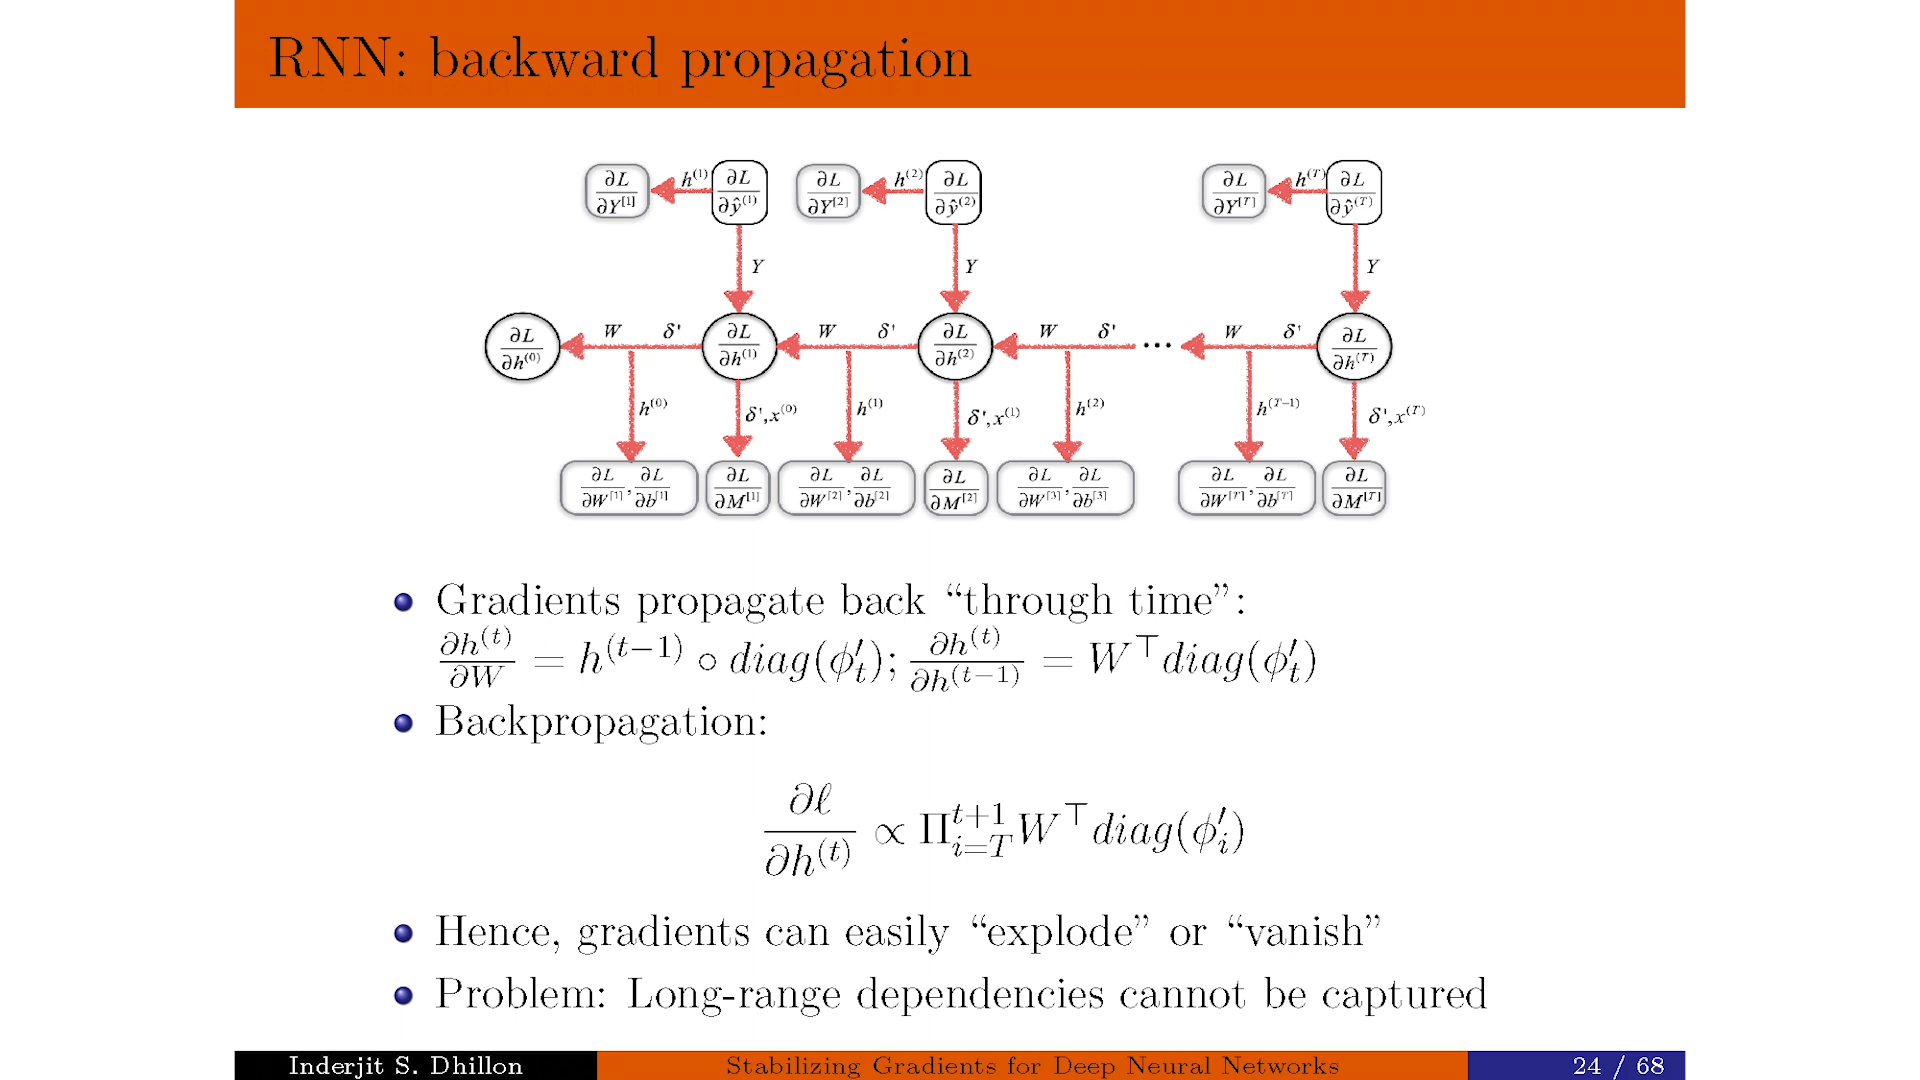 RNN: backward propagation
∂L/∂Y^[1] h^(1) ∂L/∂ŷ^(1) ∂L/∂Y^[2] h^(2) ∂L/∂ŷ^(2) ∂L/∂Y^[T] h^(T) ∂L/∂ŷ^(T)
Y Y Y
∂L/∂h^(0) W δ' ∂L/∂h^(1) W δ' ∂L/∂h^(2) W δ' ... W δ' ∂L/∂h^(T)
h^(0) δ',x^(0) h^(1) δ',x^(1) h^(2) h^(T-1) δ',x^(T)
∂L/∂W^[1], ∂L/∂b^[1] ∂L/∂M^[1] ∂L/∂W^[2], ∂L/∂b^[2] ∂L/∂M^[2] ∂L/∂W^[3], ∂L/∂b^[3] ∂L/∂W^[T], ∂L/∂b^[T] ∂L/∂M^[T]
Gradients propagate back “through time”:
∂h^(t)/∂W = h^(t−1) ∘ diag(ϕ′_t); ∂h^(t)/∂h^(t−1) = W^⊤diag(ϕ′_t)
Backpropagation:
∂ℓ/∂h^(t) ∝ Π_{i=T}^{t+1} W^⊤diag(ϕ′_i)
Hence, gradients can easily “explode” or “vanish”
Problem: Long-range dependencies cannot be captured
Inderjit S. Dhillon Stabilizing Gradients for Deep Neural Networks 24 / 68